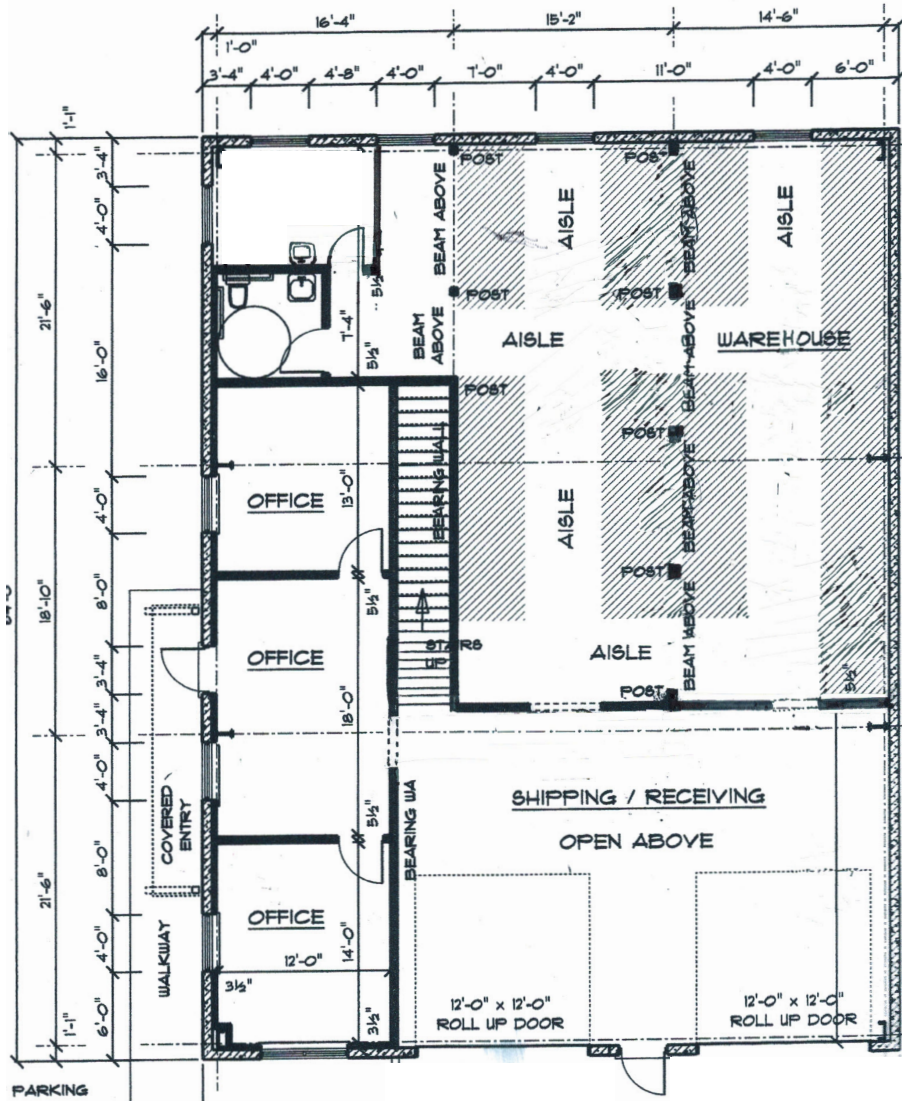 16'-4"
15'-2"
14'-6"
1'-0"
3'-4"
4'-0"
4'-8"
4'-0"
7'-0"
4'-0"
11'-0"
4'-0"
6'-0"
1'-1"
3'-4"
4'-0"
21'-6"
16'-0"
4'-0"
8'-0"
18'-10"
3'-4"
3'-4"
4'-0"
8'-0"
21'-6"
4'-0"
6'-0"
1'-1"
POST
BEAM ABOVE
AISLE
BEAM ABOVE
AISLE
5½"
POST
POST
7'-4"
5½"
BEAM
ABOVE
AISLE
WAREHOUSE
BEAM ABOVE
POST
POST
OFFICE
13'-0"
BEARING WALL
AISLE
BEAM ABOVE
POST
5½"
OFFICE
STAIRS
UP
AISLE
BEAM ABOVE
5½"
POST
18'-0"
COVERED
ENTRY
5½"
BEARING WA
SHIPPING / RECEIVING
OPEN ABOVE
OFFICE
14'-0"
WALKWAY
12'-0"
3½"
3½"
12'-0" x 12'-0"
ROLL UP DOOR
12'-0" x 12'-0"
ROLL UP DOOR
PARKING